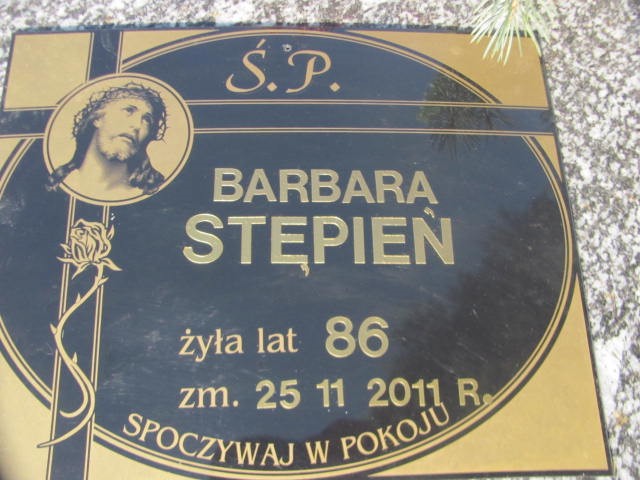 Ś.P.
BARBARA
STĘPIEŃ
żyła lat 86
zm. 25 11 2011 R.
SPOCZYWAJ W POKOJU